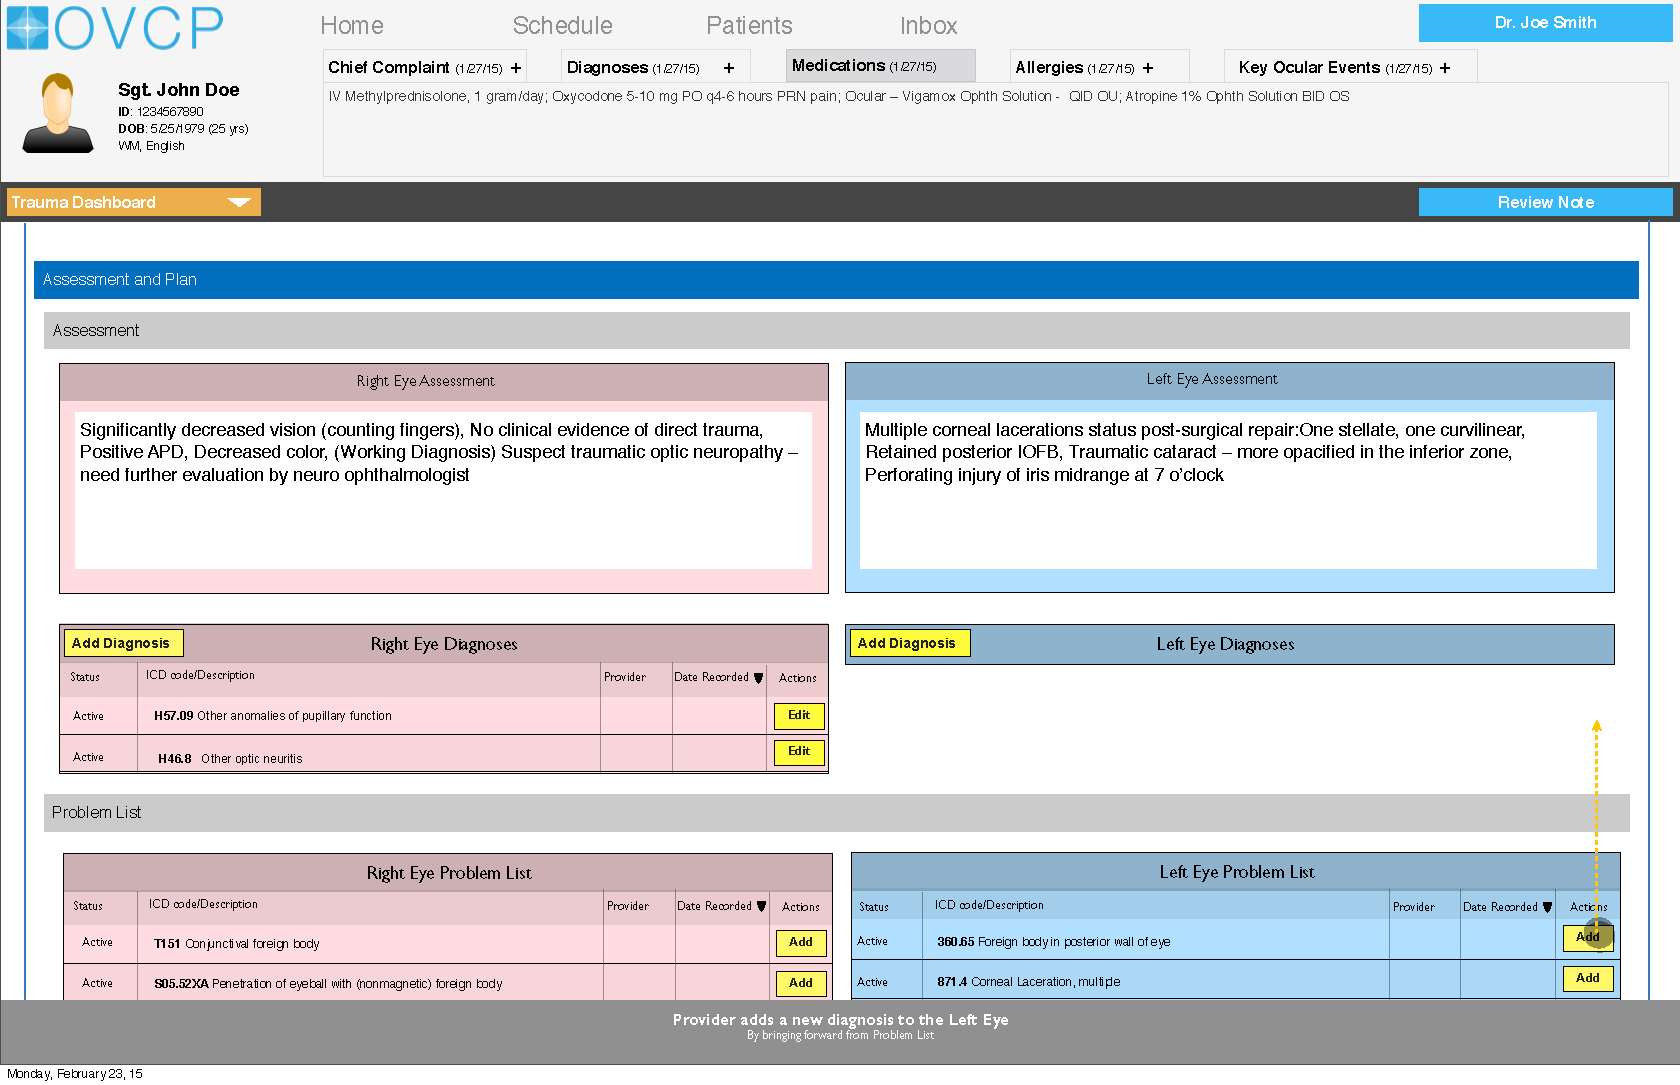 OVCP
Home
Schedule
Patients
Inbox
Dr. Joe Smith
Sgt. John Doe
ID: 1234567890
DOB: 5/25/1979 (25 yrs)
WM, English
Chief Complaint (1/27/15) +
Diagnoses (1/27/15) +
Medications (1/27/15)
Allergies (1/27/15) +
Key Ocular Events (1/27/15) +
IV Methylprednisolone, 1 gram/day; Oxycodone 5-10 mg PO q4-6 hours PRN pain; Ocular – Vigamox Ophth Solution - QID OU; Atropine 1% Ophth Solution BID OS
Trauma Dashboard
Review Note
Assessment and Plan
Assessment
Right Eye Assessment
Significantly decreased vision (counting fingers), No clinical evidence of direct trauma,
Positive APD, Decreased color, (Working Diagnosis) Suspect traumatic optic neuropathy –
need further evaluation by neuro ophthalmologist
Left Eye Assessment
Multiple corneal lacerations status post-surgical repair:One stellate, one curvilinear,
Retained posterior IOFB, Traumatic cataract – more opacified in the inferior zone,
Perforating injury of iris midrange at 7 o’clock
Add Diagnosis
Right Eye Diagnoses
Status
ICD code/Description
Provider
Date Recorded
Actions
Active
H57.09 Other anomalies of pupillary function
Edit
Active
H46.8 Other optic neuritis
Edit
Add Diagnosis
Left Eye Diagnoses
Problem List
Right Eye Problem List
Status
ICD code/Description
Provider
Date Recorded
Actions
Active
T151 Conjunctival foreign body
Add
Active
S05.52XA Penetration of eyeball with (nonmagnetic) foreign body
Add
Left Eye Problem List
Status
ICD code/Description
Provider
Date Recorded
Actions
Active
360.65 Foreign body in posterior wall of eye
Add
Active
871.4 Corneal Laceration, multiple
Add
Provider adds a new diagnosis to the Left Eye
By bringing forward from Problem List
Monday, February 23, 15